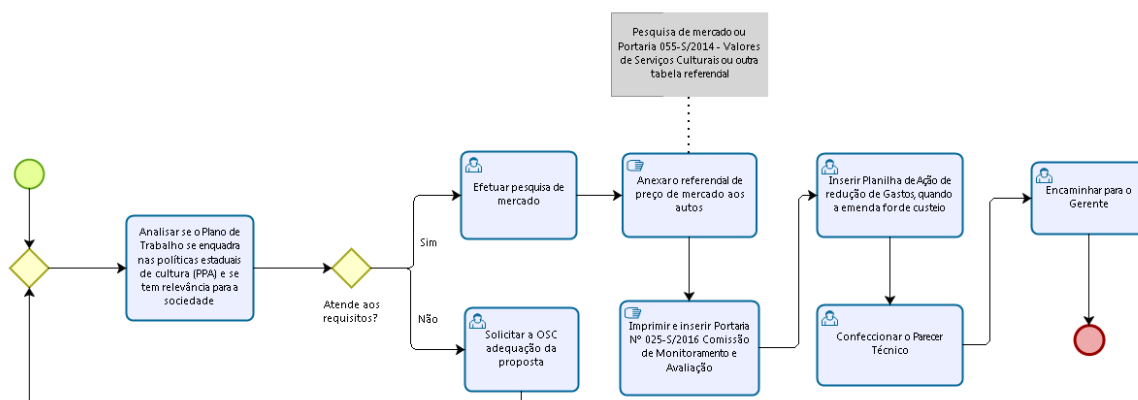 Pesquisa de mercado ou
Portaria 055-S/2014 - Valores
de Serviços Culturais ou outra
tabela referencial
Analisar se o Plano de
Trabalho se enquadra
nas políticas estaduais
de cultura (PPA) e se
tem relevância para a
sociedade
Atende aos
requisitos?
Sim
Não
Efetuar pesquisa de
mercado
Solicitar a OSC
adequação da
proposta
Anexar o referencial de
preço de mercado aos
autos
Imprimir e inserir Portaria
Nº 025-S/2016 Comissão
de Monitoramento e
Avaliação
Inserir Planilha de Ação de
redução de Gastos, quando
a emenda for de custeio
Confeccionar o Parecer
Técnico
Encaminhar para o
Gerente